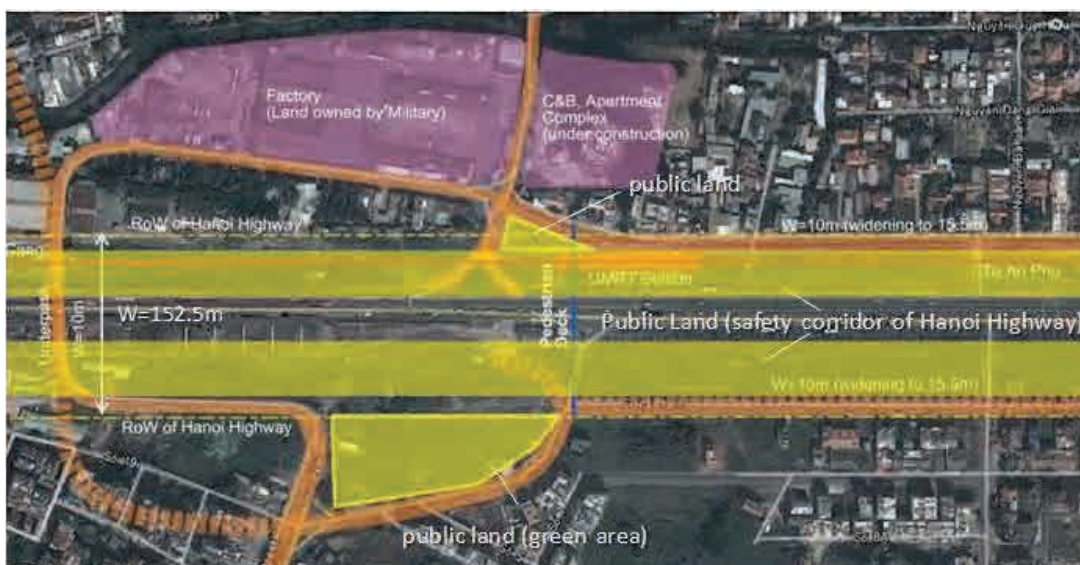 Factory
(Land owned by Military)
C&B, Apartment
Complex
(under construction)
public land
RoW of Hanoi Highway
W=10m (widening to 15.5m)
W=152.5m
Underpass
W=10m
Pedestrian
Deck
Public Land (safety corridor of Hanoi Highway)
W=10m (widening to 15.5m)
RoW of Hanoi Highway
public land (green area)